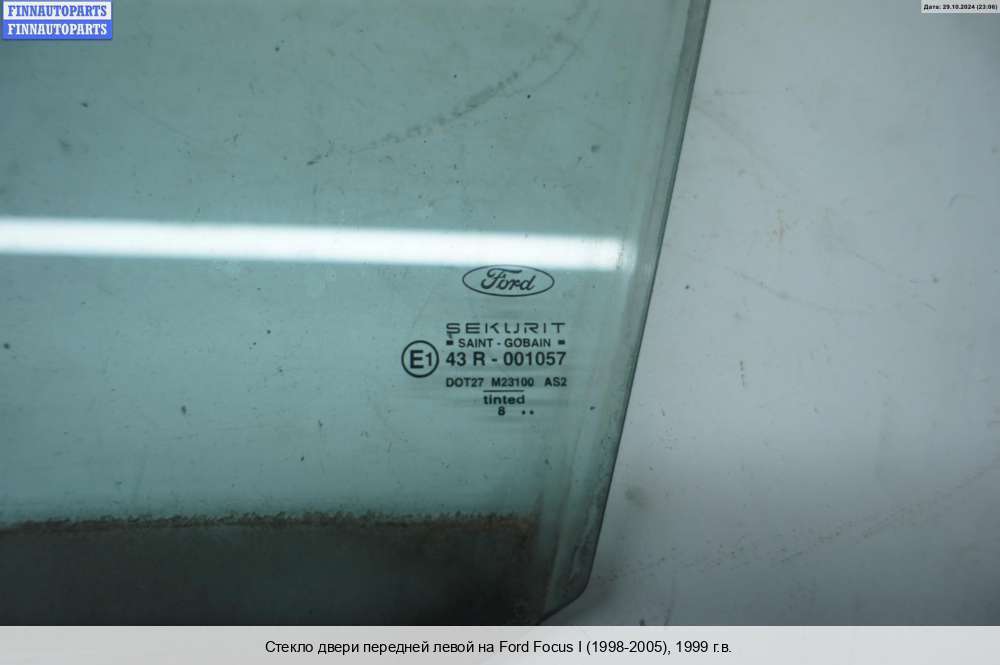 FINNAUTOPARTS
FINNAUTOPARTS
Дата: 29.10.2024 (23:06)
Ford
SEKURIT
SAINT - GOBAIN
E1 43 R - 001057
DOT27 M23100 AS2
tinted
8 ..
Стекло двери передней левой на Ford Focus I (1998-2005), 1999 г.в.